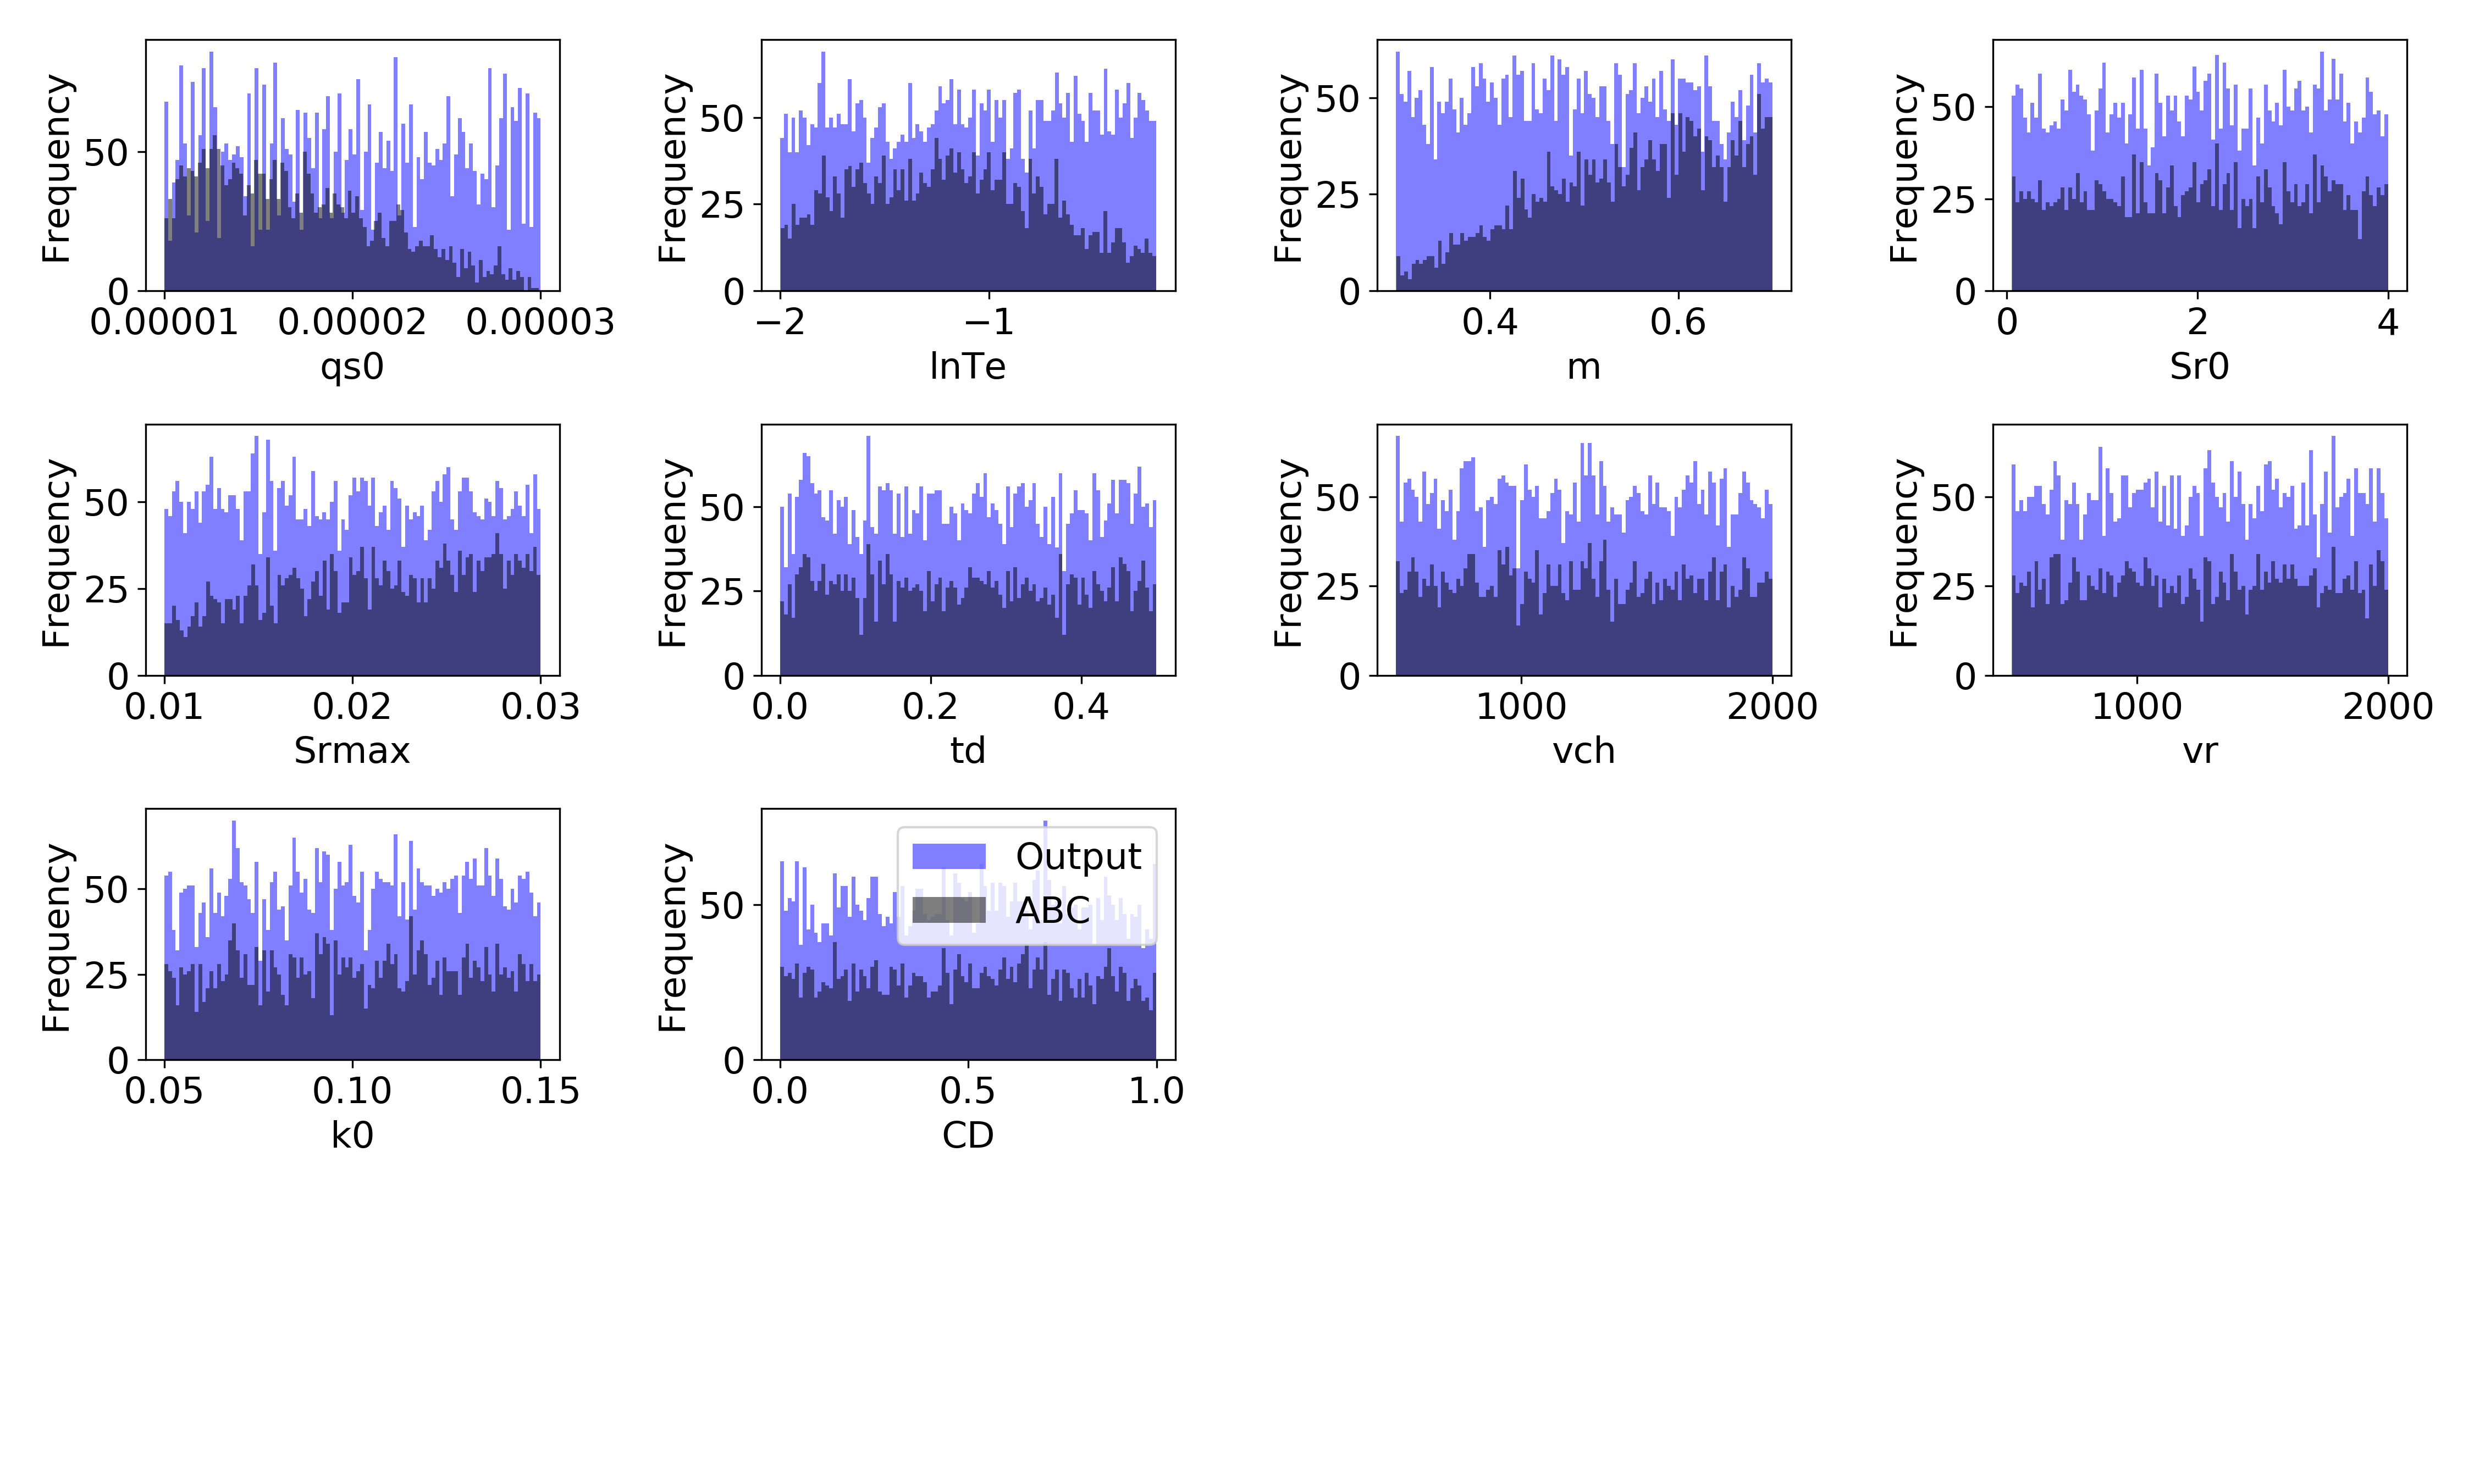 Frequency
50
0
0.00001 0.00002 0.00003
qs0
Frequency
50
25
0
−2 −1
lnTe
Frequency
50
25
0
0.4 0.6
m
Frequency
50
25
0
0 2 4
Sr0
Frequency
50
25
0
0.01 0.02 0.03
Srmax
Frequency
50
25
0
0.0 0.2 0.4
td
Frequency
50
25
0
1000 2000
vch
Frequency
50
25
0
1000 2000
vr
Frequency
50
25
0
0.05 0.10 0.15
k0
Frequency
50
0
0.0 0.5 1.0
CD
Output
ABC